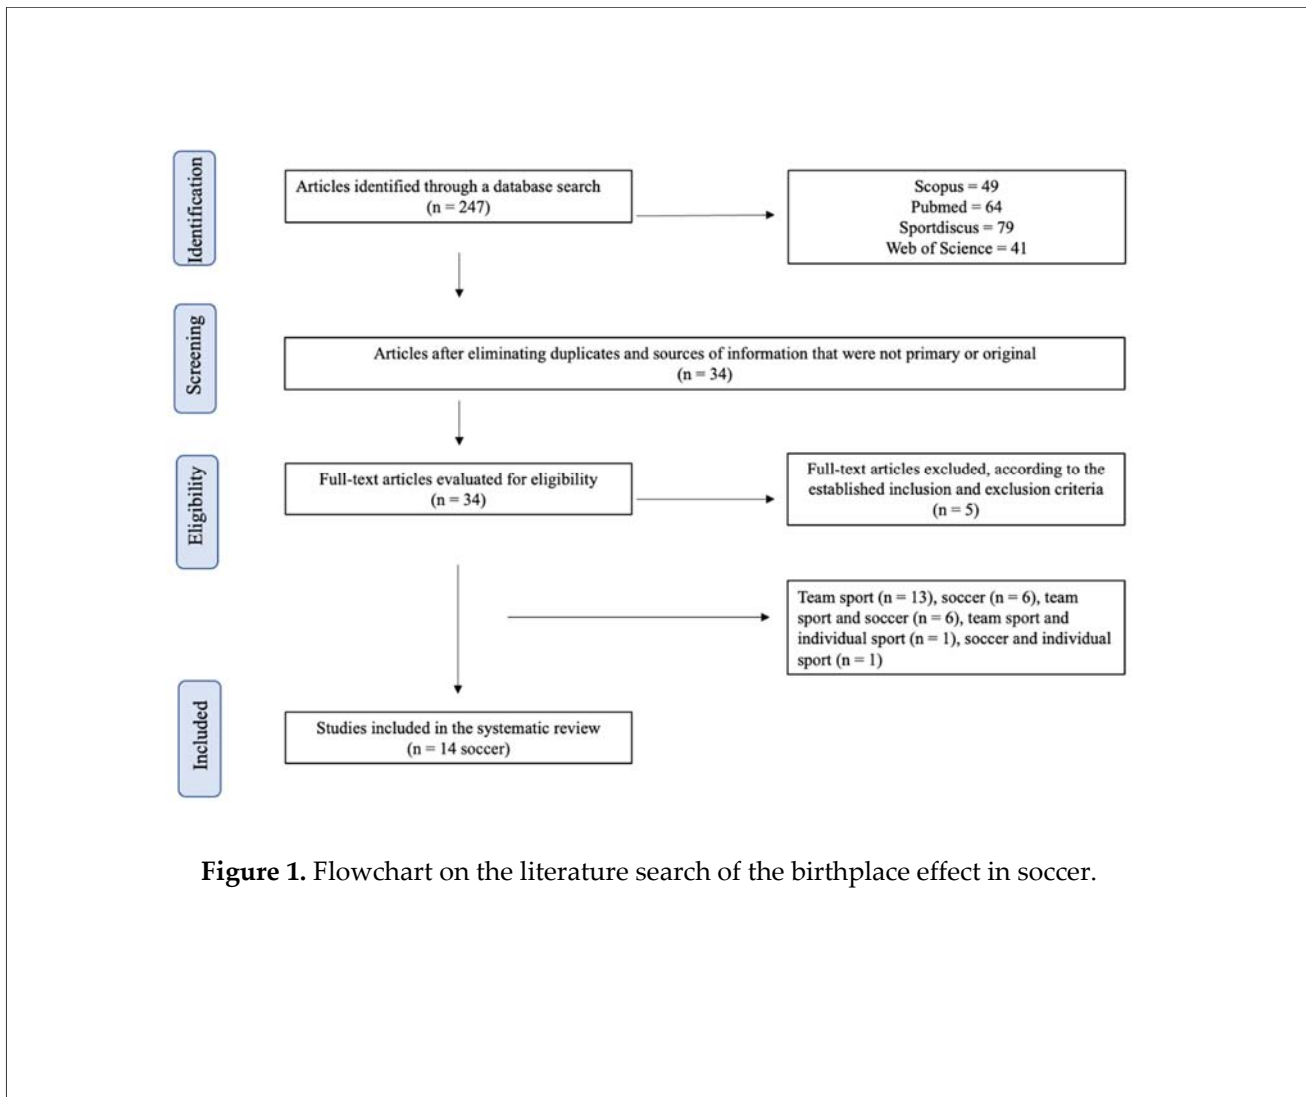 Identification
Articles identified through a database search
(n = 247)
Scopus = 49
Pubmed = 64
Sportdiscus = 79
Web of Science = 41
Screening
Articles after eliminating duplicates and sources of information that were not primary or original
(n = 34)
Eligibility
Full-text articles evaluated for eligibility
(n = 34)
Full-text articles excluded, according to the
established inclusion and exclusion criteria
(n = 5)
Team sport (n = 13), soccer (n = 6), team
sport and soccer (n = 6), team sport and
individual sport (n = 1), soccer and individual
sport (n = 1)
Included
Studies included in the systematic review
(n = 14 soccer)
Figure 1. Flowchart on the literature search of the birthplace effect in soccer.